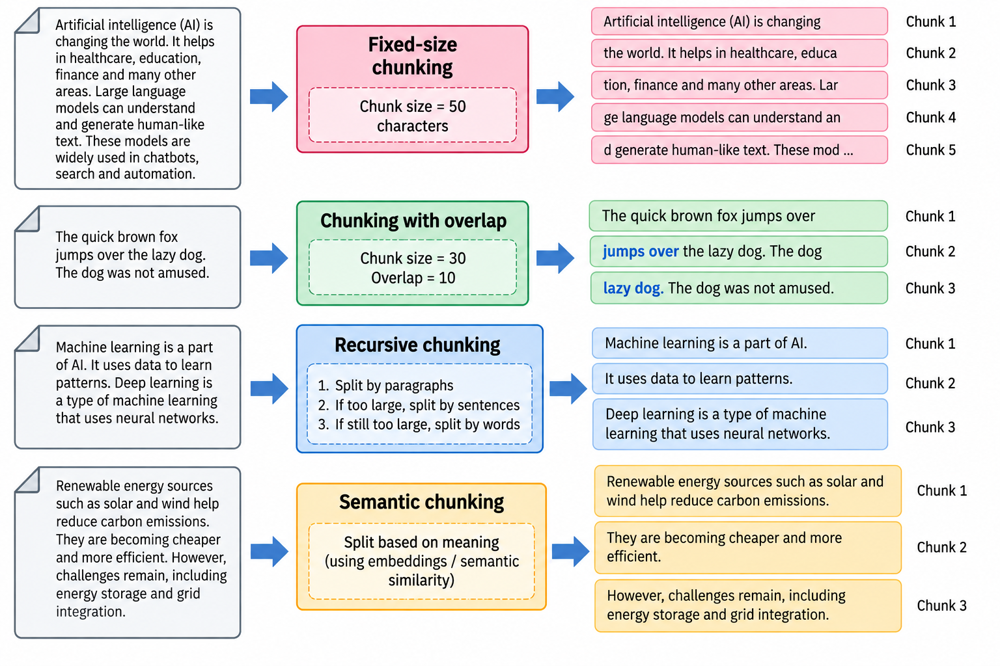 Artificial intelligence (AI) is
changing the world. It helps
in healthcare, education,
finance and many other
areas. Large language
models can understand
and generate human-like
text. These models are
widely used in chatbots,
search and automation.
Fixed-size
chunking
Chunk size = 50
characters
Artificial intelligence (AI) is changing
Chunk 1
the world. It helps in healthcare, educa
Chunk 2
tion, finance and many other areas. Lar
Chunk 3
ge language models can understand an
Chunk 4
d generate human-like text. These mod ...
Chunk 5
The quick brown fox
jumps over the lazy dog.
The dog was not amused.
Chunking with overlap
Chunk size = 30
Overlap = 10
The quick brown fox jumps over
Chunk 1
jumps over the lazy dog. The dog
Chunk 2
lazy dog. The dog was not amused.
Chunk 3
Machine learning is a part
of AI. It uses data to learn
patterns. Deep learning is
a type of machine learning
that uses neural networks.
Recursive chunking
1. Split by paragraphs
2. If too large, split by sentences
3. If still too large, split by words
Machine learning is a part of AI.
Chunk 1
It uses data to learn patterns.
Chunk 2
Deep learning is a type of machine
learning that uses neural networks.
Chunk 3
Renewable energy sources
such as solar and wind help
reduce carbon emissions.
They are becoming cheaper
and more efficient. However,
challenges remain, including
energy storage and grid
integration.
Semantic chunking
Split based on meaning
(using embeddings / semantic
similarity)
Renewable energy sources such as solar and
wind help reduce carbon emissions.
Chunk 1
They are becoming cheaper and more
efficient.
Chunk 2
However, challenges remain, including
energy storage and grid integration.
Chunk 3